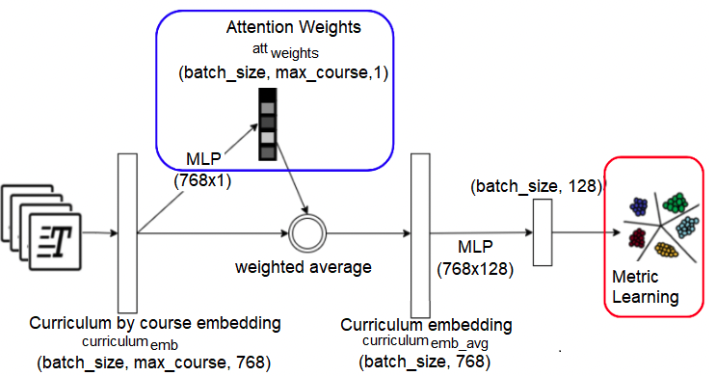 Attention Weights
att weights
(batch_size, max_course,1)
MLP
(768x1)
(batch_size, 128)
T
weighted average
MLP
(768x128)
Metric
Learning
Curriculum by course embedding
curriculum emb
(batch_size, max_course, 768)
Curriculum embedding
curriculum emb_avg
(batch_size, 768)
.